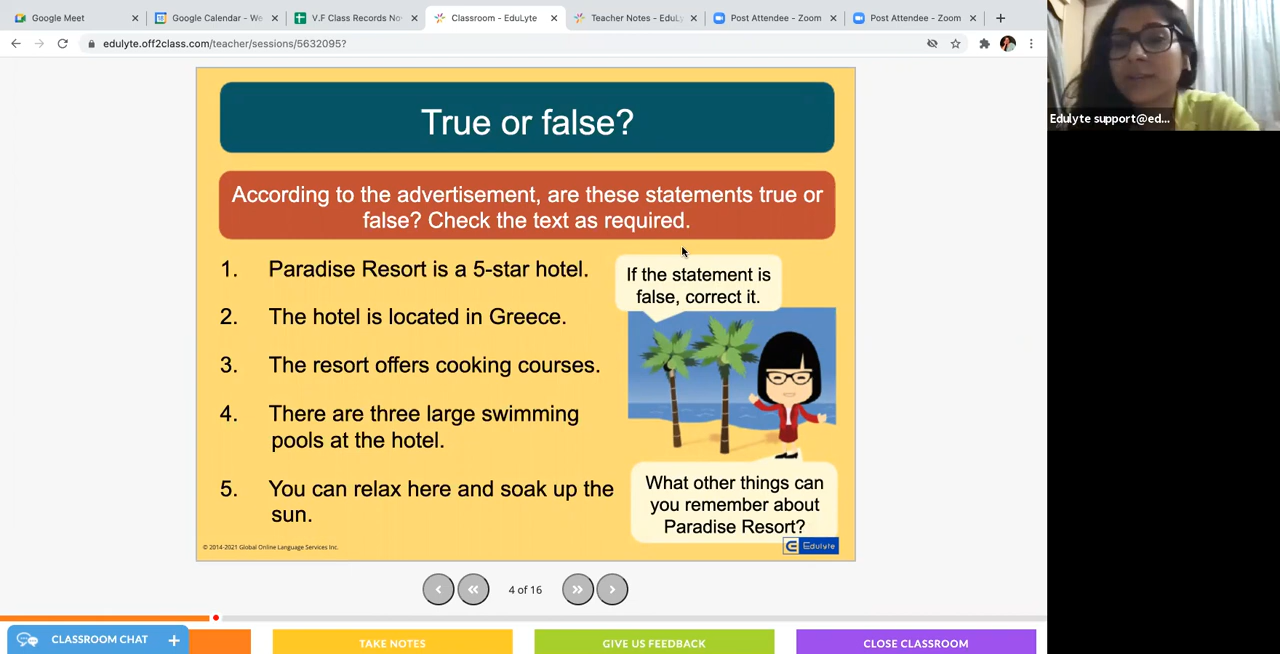 Google Meet
Google Calendar - We
V.F Class Records No
Classroom - EduLyte
Teacher Notes - EduL
Post Attendee - Zoom
Post Attendee - Zoom
edulyte.off2class.com/teacher/sessions/5632095?
Edulyte support@ed...
True or false?
According to the advertisement, are these statements true or
false? Check the text as required.
1. Paradise Resort is a 5-star hotel.
2. The hotel is located in Greece.
3. The resort offers cooking courses.
4. There are three large swimming
pools at the hotel.
5. You can relax here and soak up the
sun.
If the statement is
false, correct it.
What other things can
you remember about
Paradise Resort?
Edulyte
© 2014-2021 Global Online Language Services Inc.
4 of 16
CLASSROOM CHAT +
TAKE NOTES
GIVE US FEEDBACK
CLOSE CLASSROOM